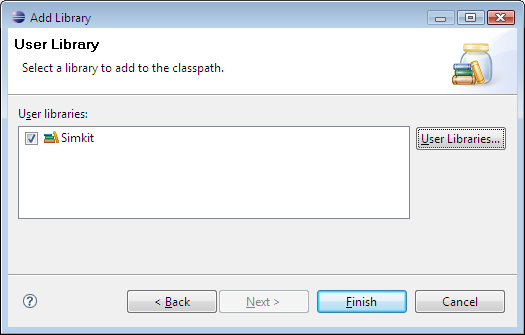 Add Library
User Library
Select a library to add to the classpath.
User libraries:
Simkit
User Libraries...
?
< Back
Next >
Finish
Cancel